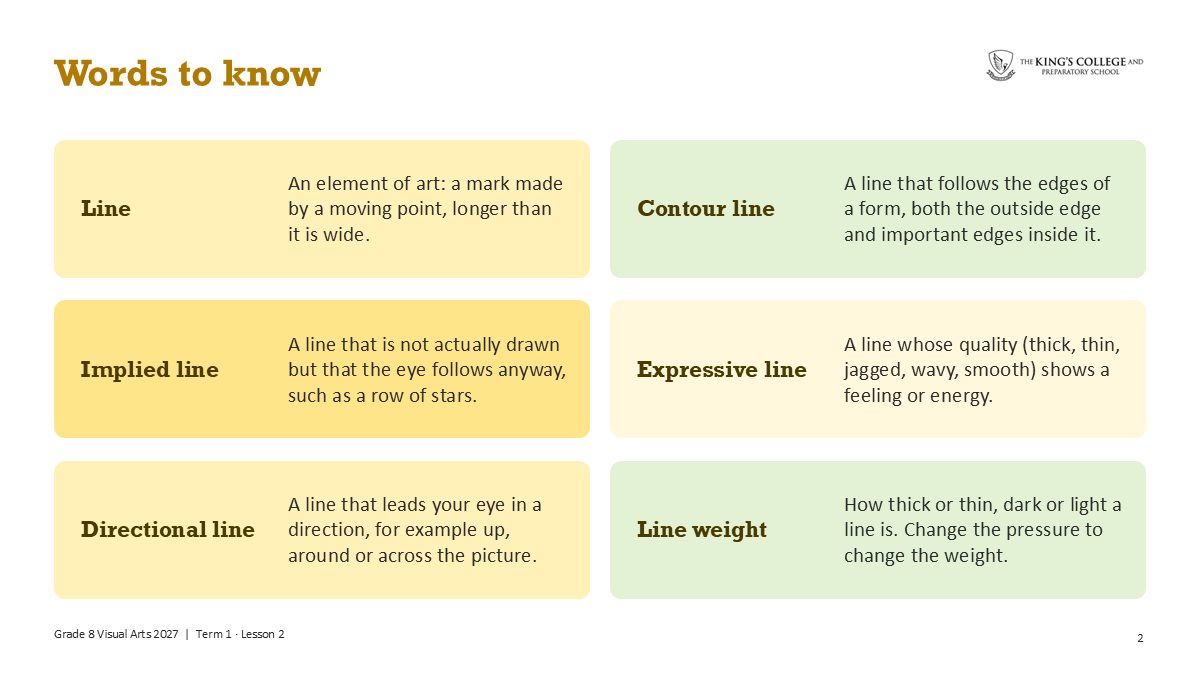 Words to know
THE KING'S COLLEGE AND
PREPARATORY SCHOOL
Line
An element of art: a mark made
by a moving point, longer than
it is wide.
Contour line
A line that follows the edges of
a form, both the outside edge
and important edges inside it.
Implied line
A line that is not actually drawn
but that the eye follows anyway,
such as a row of stars.
Expressive line
A line whose quality (thick, thin,
jagged, wavy, smooth) shows a
feeling or energy.
Directional line
A line that leads your eye in a
direction, for example up,
around or across the picture.
Line weight
How thick or thin, dark or light a
line is. Change the pressure to
change the weight.
Grade 8 Visual Arts 2027 | Term 1 · Lesson 2
2